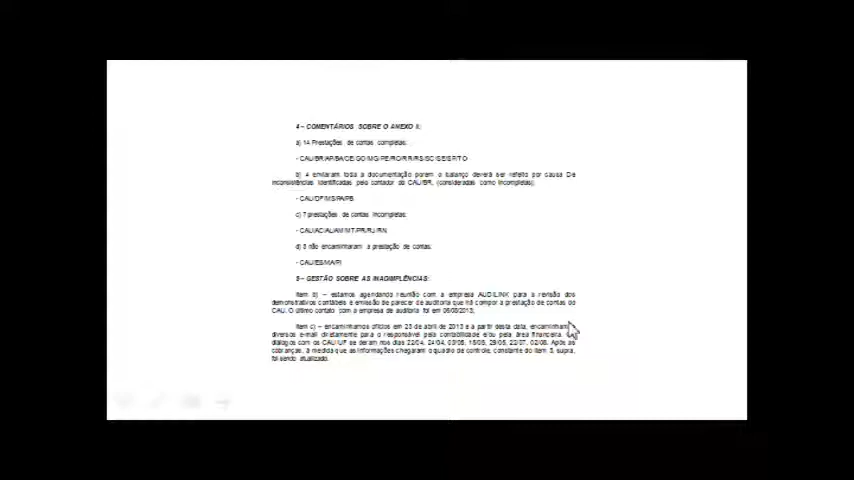 4 – COMENTÁRIOS SOBRE O ANEXO II:
a) 14 Prestações de contas completas:
- CAU/BR/AP/BA/CE/GO/MG/PE/RO/RR/RS/SC/SE/SP/TO
b) 4 enviaram toda a documentação porém o balanço deverá ser refeito por causa De
inconsistências identificadas pelo contador do CAU/BR, (consideradas como incompletas);
- CAU/DF/MS/PA/PB
c) 7 prestações de contas incompletas:
- CAU/AC/AL/AM/MT/PR/RJ/RN
d) 3 não encaminharam a prestação de contas:
- CAU/ES/MA/PI
5 – GESTÃO SOBRE AS INADIMPLÊNCIAS:
Item b) – estamos agendando reunião com a empresa AUDILINK para a revisão dos
demonstrativos contábeis e emissão de parecer de auditoria que há compor a prestação de contas do
CAU. O último contato com a empresa de auditoria foi em 06/08/2013.
Item c) – encaminhamos ofícios em 23 de abril de 2013 e a partir desta data, encaminham
diversos e-mail diretamente para o responsável pela contabilidade e/ou pela área financeira.
diálogos com os CAU/UF se deram nos dias 22/04, 24/04, 03/05, 16/05, 29/05, 22/07, 02/08. Após as
cobranças, à medida que as informações chegaram o quadro de controle, constante do item 3, supra,
foi sendo atualizado.